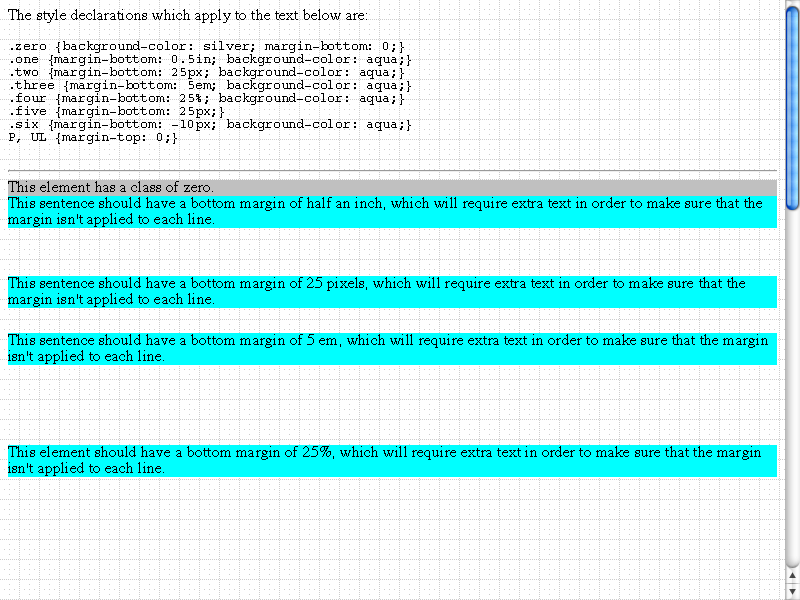 The style declarations which apply to the text below are:
.zero {background-color: silver; margin-bottom: 0;}
.one {margin-bottom: 0.5in; background-color: aqua;}
.two {margin-bottom: 25px; background-color: aqua;}
.three {margin-bottom: 5em; background-color: aqua;}
.four {margin-bottom: 25%; background-color: aqua;}
.five {margin-bottom: 25px;}
.six {margin-bottom: -10px; background-color: aqua;}
P, UL {margin-top: 0;}
This element has a class of zero.
This sentence should have a bottom margin of half an inch, which will require extra text in order to make sure that the
margin isn't applied to each line.
This sentence should have a bottom margin of 25 pixels, which will require extra text in order to make sure that the
margin isn't applied to each line.
This sentence should have a bottom margin of 5 em, which will require extra text in order to make sure that the margin
isn't applied to each line.
This element should have a bottom margin of 25%, which will require extra text in order to make sure that the margin
isn't applied to each line.